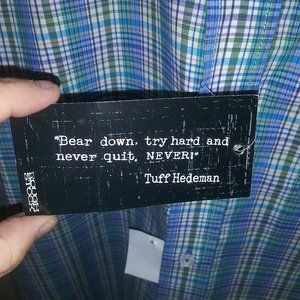 "Bear down, try hard and
never quit, NEVER!"
Tuff Hedeman